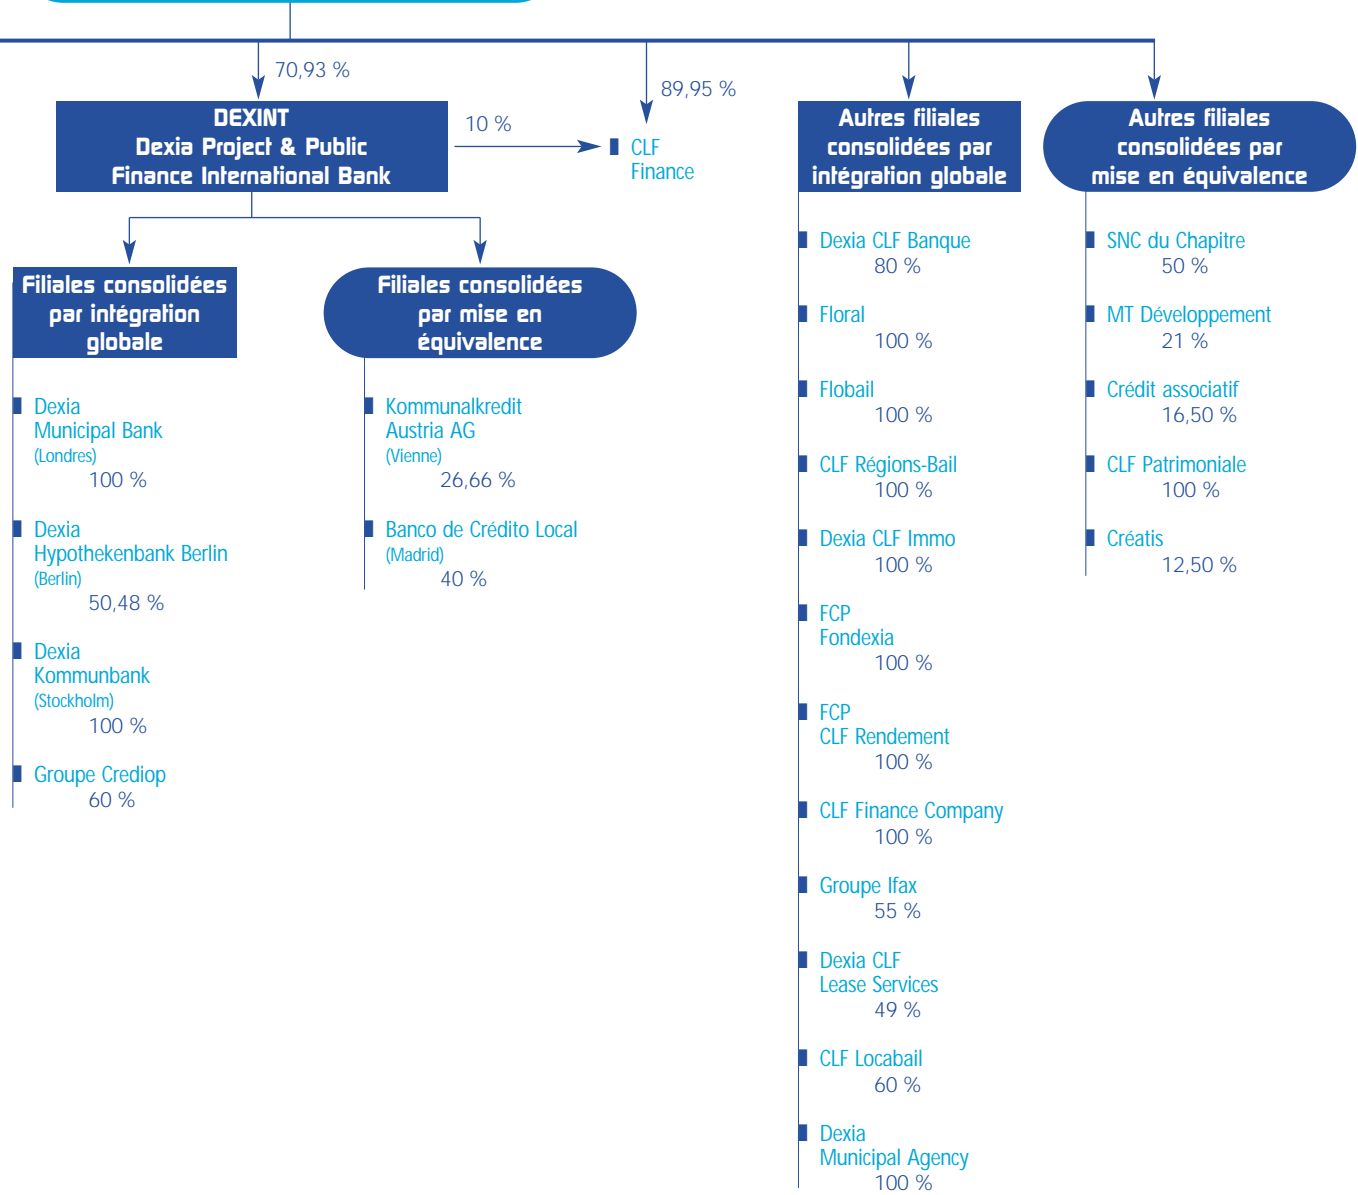 70,93 %
89,95 %
DEXINT
Dexia Project & Public
Finance International Bank
10 %
CLF
Finance
Filiales consolidées
par intégration
globale
Dexia
Municipal Bank
(Londres)
100 %
Dexia
Hypothekenbank Berlin
(Berlin)
50,48 %
Dexia
Kommunbank
(Stockholm)
100 %
Groupe Crediop
60 %
Filiales consolidées
par mise en
équivalence
Kommunalkredit
Austria AG
(Vienne)
26,66 %
Banco de Crédito Local
(Madrid)
40 %
Autres filiales
consolidées par
intégration globale
Dexia CLF Banque
80 %
Floral
100 %
Flobail
100 %
CLF Régions-Bail
100 %
Dexia CLF Immo
100 %
FCP
Fondexia
100 %
FCP
CLF Rendement
100 %
CLF Finance Company
100 %
Groupe Ifax
55 %
Dexia CLF
Lease Services
49 %
CLF Locabail
60 %
Dexia
Municipal Agency
100 %
Autres filiales
consolidées par
mise en équivalence
SNC du Chapitre
50 %
MT Développement
21 %
Crédit associatif
16,50 %
CLF Patrimoniale
100 %
Créatis
12,50 %